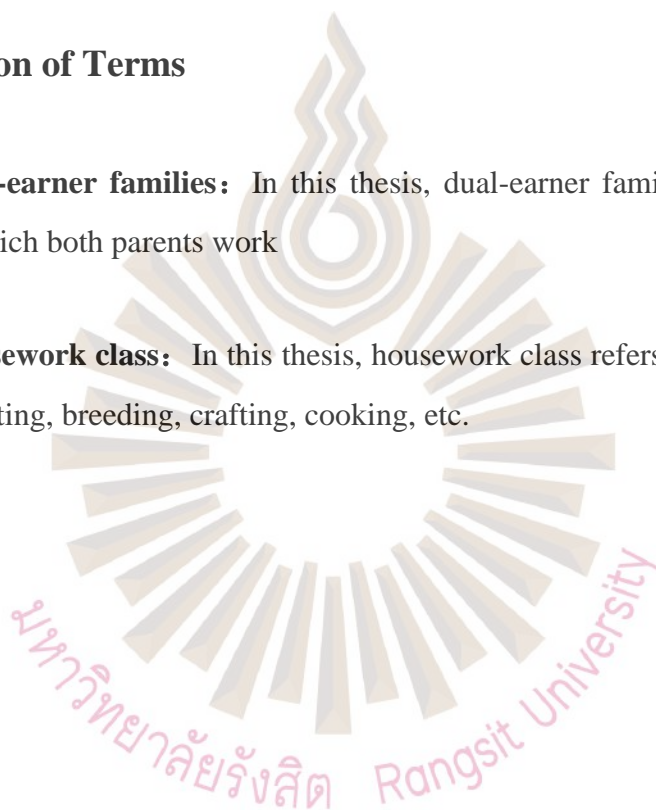 on of Terms
-earner families：In this thesis, dual-earner fami
ich both parents work
sework class：In this thesis, housework class refers
ting, breeding, crafting, cooking, etc.
มหาวิทยาลัยรังสิต Rangsit University